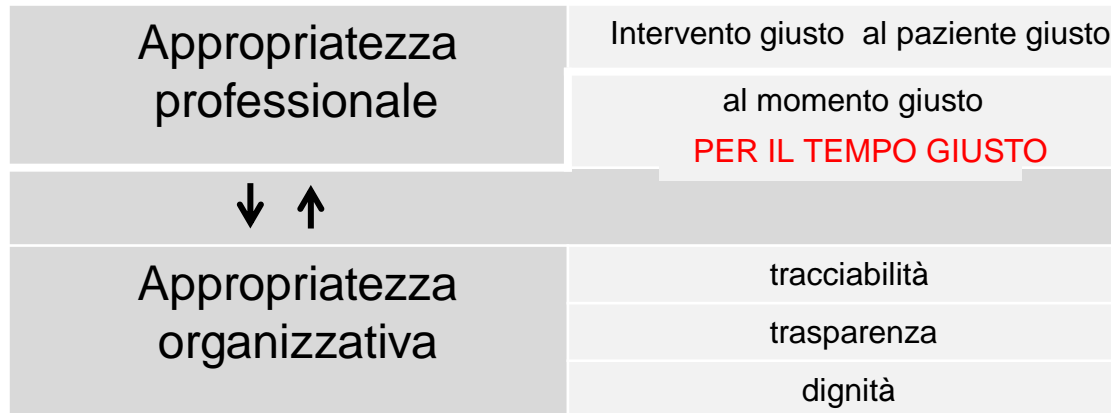 Appropriatezza
professionale
Intervento giusto al paziente giusto
al momento giusto
PER IL TEMPO GIUSTO
Appropriatezza
organizzativa
tracciabilità
trasparenza
dignità